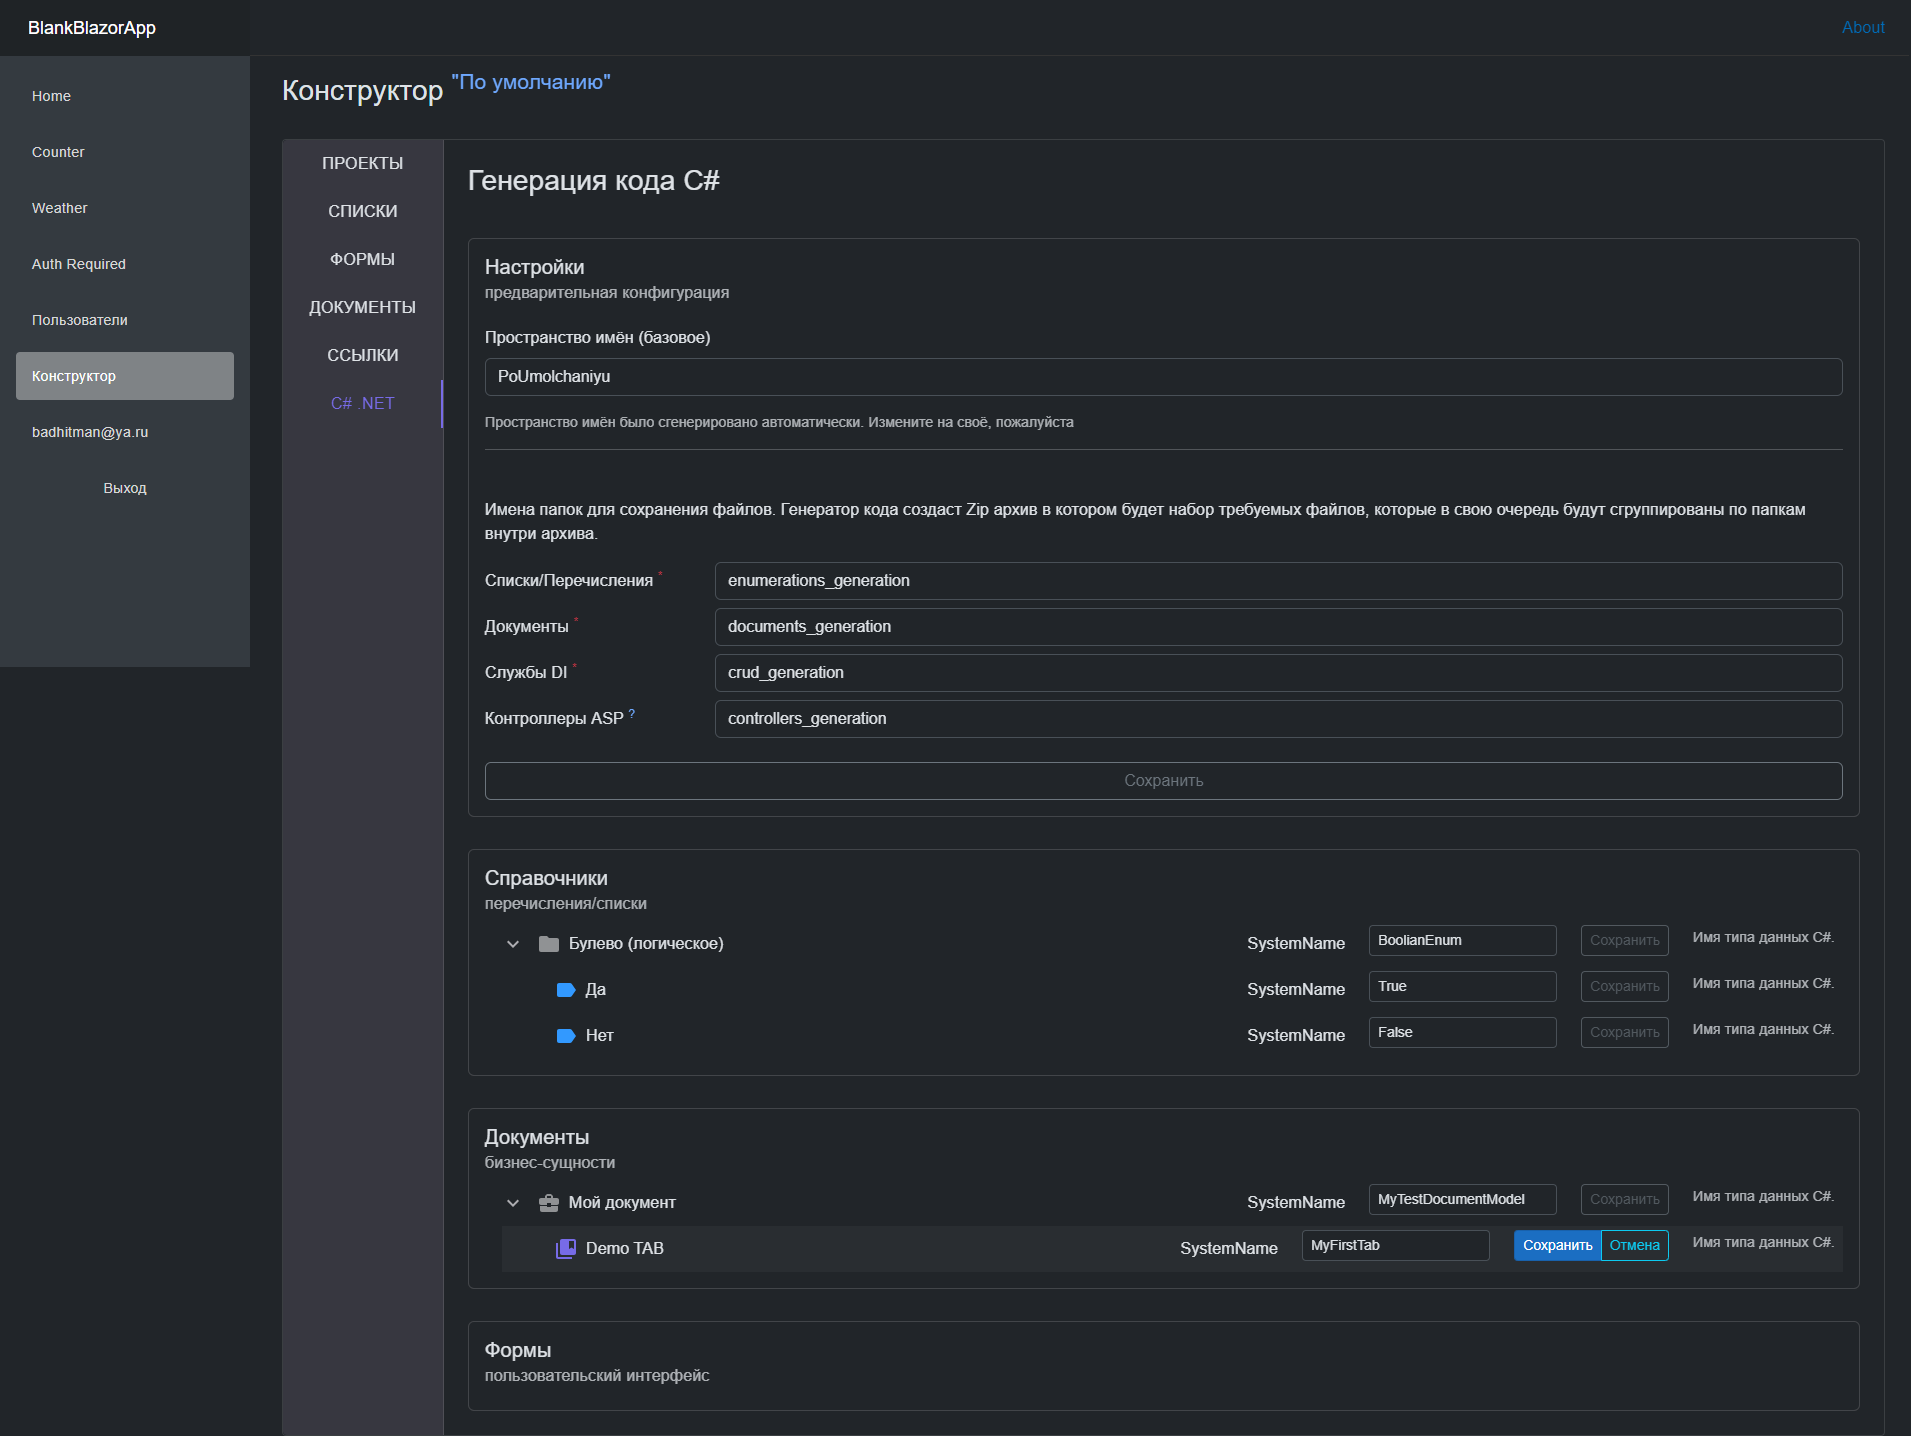 BlankBlazorApp
About
Home
Counter
Weather
Auth Required
Пользователи
Конструктор
badhitman@ya.ru
Выход
Конструктор "По умолчанию"
ПРОЕКТЫ
СПИСКИ
ФОРМЫ
ДОКУМЕНТЫ
ССЫЛКИ
C# .NET
Генерация кода C#
Настройки
предварительная конфигурация
Пространство имён (базовое)
PoUmolchaniyu
Пространство имён было сгенерировано автоматически. Измените на своё, пожалуйста
Имена папок для сохранения файлов. Генератор кода создаст Zip архив в котором будет набор требуемых файлов, которые в свою очередь будут сгруппированы по папкам
внутри архива.
Списки/Перечисления * enumerations_generation
Документы * documents_generation
Службы DI * crud_generation
Контроллеры ASP ? controllers_generation
Сохранить
Справочники
перечисления/списки
Булево (логическое) SystemName BoolianEnum Сохранить Имя типа данных C#.
Да SystemName True Сохранить Имя типа данных C#.
Нет SystemName False Сохранить Имя типа данных C#.
Документы
бизнес-сущности
Мой документ SystemName MyTestDocumentModel Сохранить Имя типа данных C#.
Demo TAB SystemName MyFirstTab Сохранить Отмена Имя типа данных C#.
Формы
пользовательский интерфейс